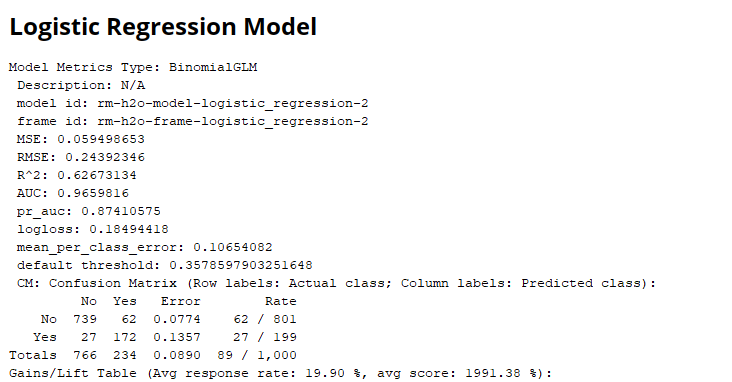 Logistic Regression Model
Model Metrics Type: BinomialGLM
Description: N/A
model id: rm-h2o-model-logistic_regression-2
frame id: rm-h2o-frame-logistic_regression-2
MSE: 0.059498653
RMSE: 0.24392346
R^2: 0.62673134
AUC: 0.9659816
pr_auc: 0.87410575
logloss: 0.18494418
mean_per_class_error: 0.10654082
default threshold: 0.3578597903251648
CM: Confusion Matrix (Row labels: Actual class; Column labels: Predicted class):
No Yes Error Rate
No 739 62 0.0774 62 / 801
Yes 27 172 0.1357 27 / 199
Totals 766 234 0.0890 89 / 1,000
Gains/Lift Table (Avg response rate: 19.90 %, avg score: 1991.38 %):